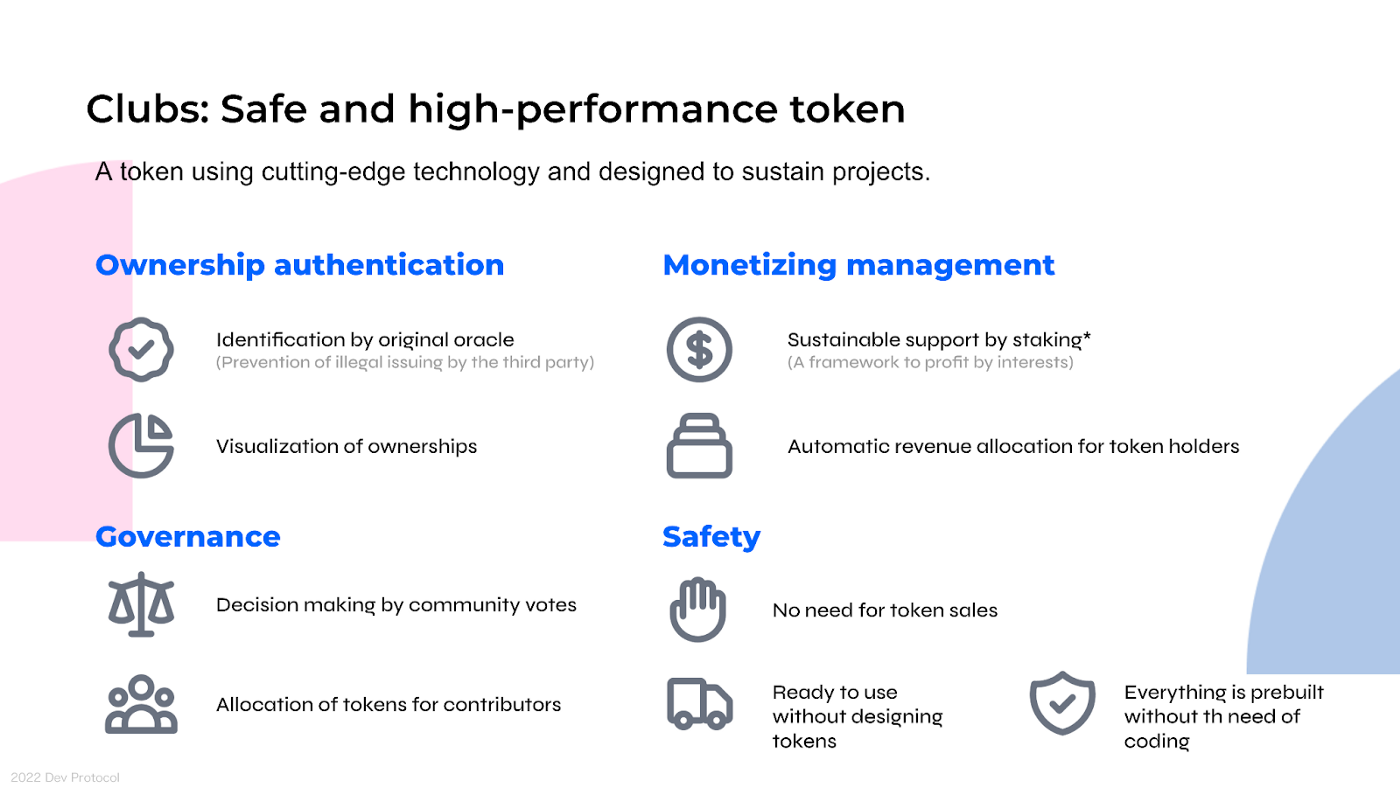 Clubs: Safe and high-performance token
A token using cutting-edge technology and designed to sustain projects.
Ownership authentication
Identification by original oracle
(Prevention of illegal issuing by the third party)
Visualization of ownerships
Monetizing management
Sustainable support by staking*
(A framework to profit by interests)
Automatic revenue allocation for token holders
Governance
Decision making by community votes
Allocation of tokens for contributors
Safety
No need for token sales
Ready to use
without designing
tokens
Everything is prebuilt
without th need of
coding
2022 Dev Protocol